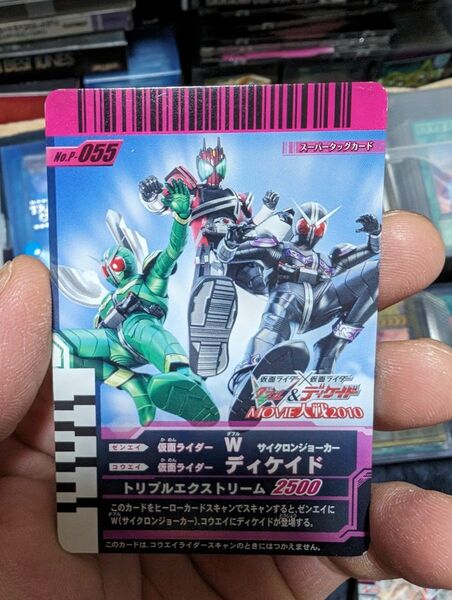 No.P-055
スーパータッグカード
仮面ライダー×仮面ライダー
W&ディケイド
MOVIE大戦2010
ゼンエイ 仮面ライダー W サイクロンジョーカー
コウエイ 仮面ライダー ディケイド
トリプルエクストリーム 2500
このカードをヒーローカードスキャンでスキャンすると、ゼンエイに
W(サイクロンジョーカー)、コウエイにディケイドが登場する。
このカードは、コウエイライダースキャンのときにはつかえません。